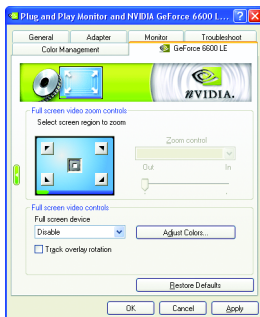 Plug and Play Monitor and NVIDIA GeForce 6600 L... ?
General Adapter Monitor Troubleshoot
Color Management GeForce 6600 LE
NVIDIA.
Full screen video zoom controls
Select screen region to zoom
Zoom control
Out In
Full screen video controls
Full screen device
Disable
Adjust Colors...
Track overlay rotation
Restore Defaults
OK Cancel Apply